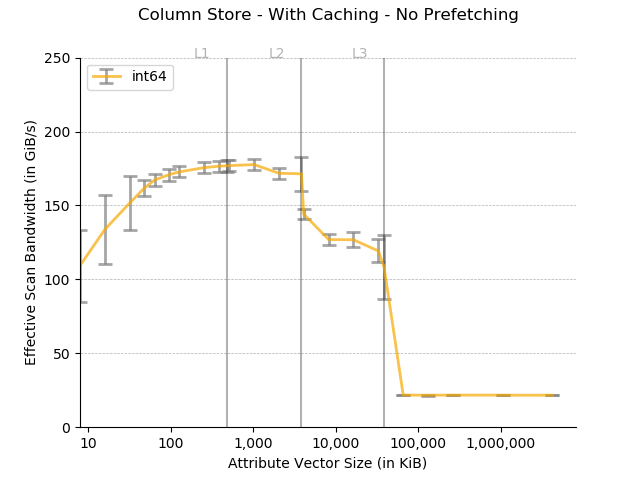 Column Store - With Caching - No Prefetching
L1 L2 L3
int64
250
200
150
100
50
0
Effective Scan Bandwidth (in GiB/s)
10 100 1,000 10,000 100,000 1,000,000
Attribute Vector Size (in KiB)